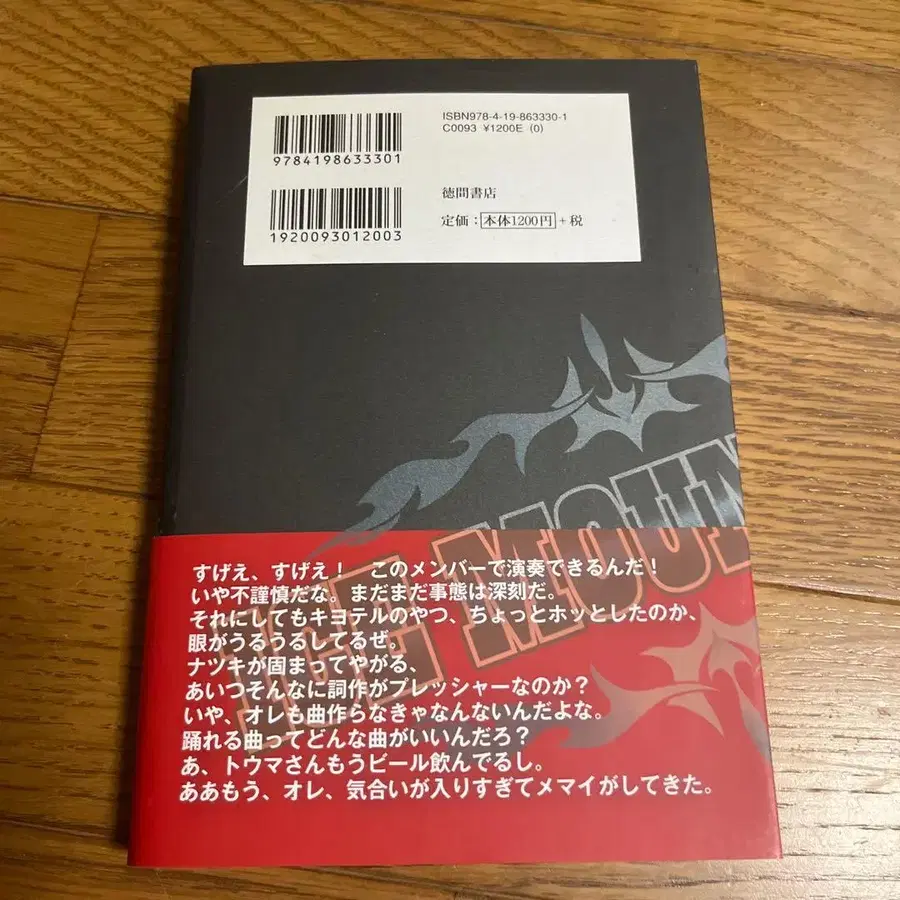 ISBN978-4-19-863330-1
C0093 ¥1200E (0)
9784198633301
徳間書店
1920093012003
定価：本体1200円＋税
ICE MOUN
すげえ、すげえ！　このメンバーで演奏できるんだ！
いや不謹慎だな。まだまだ事態は深刻だ。
それにしてもキヨテルのやつ、ちょっとホッとしたのか、
眼がうるうるしてるぜ。
ナツキが固まってやがる、
あいつそんなに詞作がプレッシャーなのか？
いや、オレも曲作らなきゃなんないんだよな。
踊れる曲ってどんな曲がいいんだろ？
あ、トウマさんもうビール飲んでるし。
ああもう、オレ、気合いが入りすぎてメマイがしてきた。